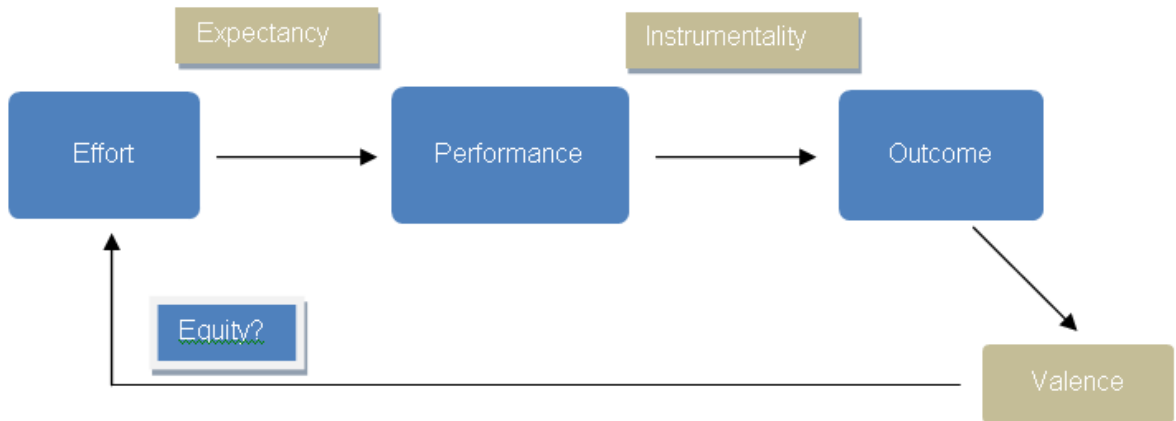 Expectancy
Instrumentality
Effort
Performance
Outcome
Equity?
Valence